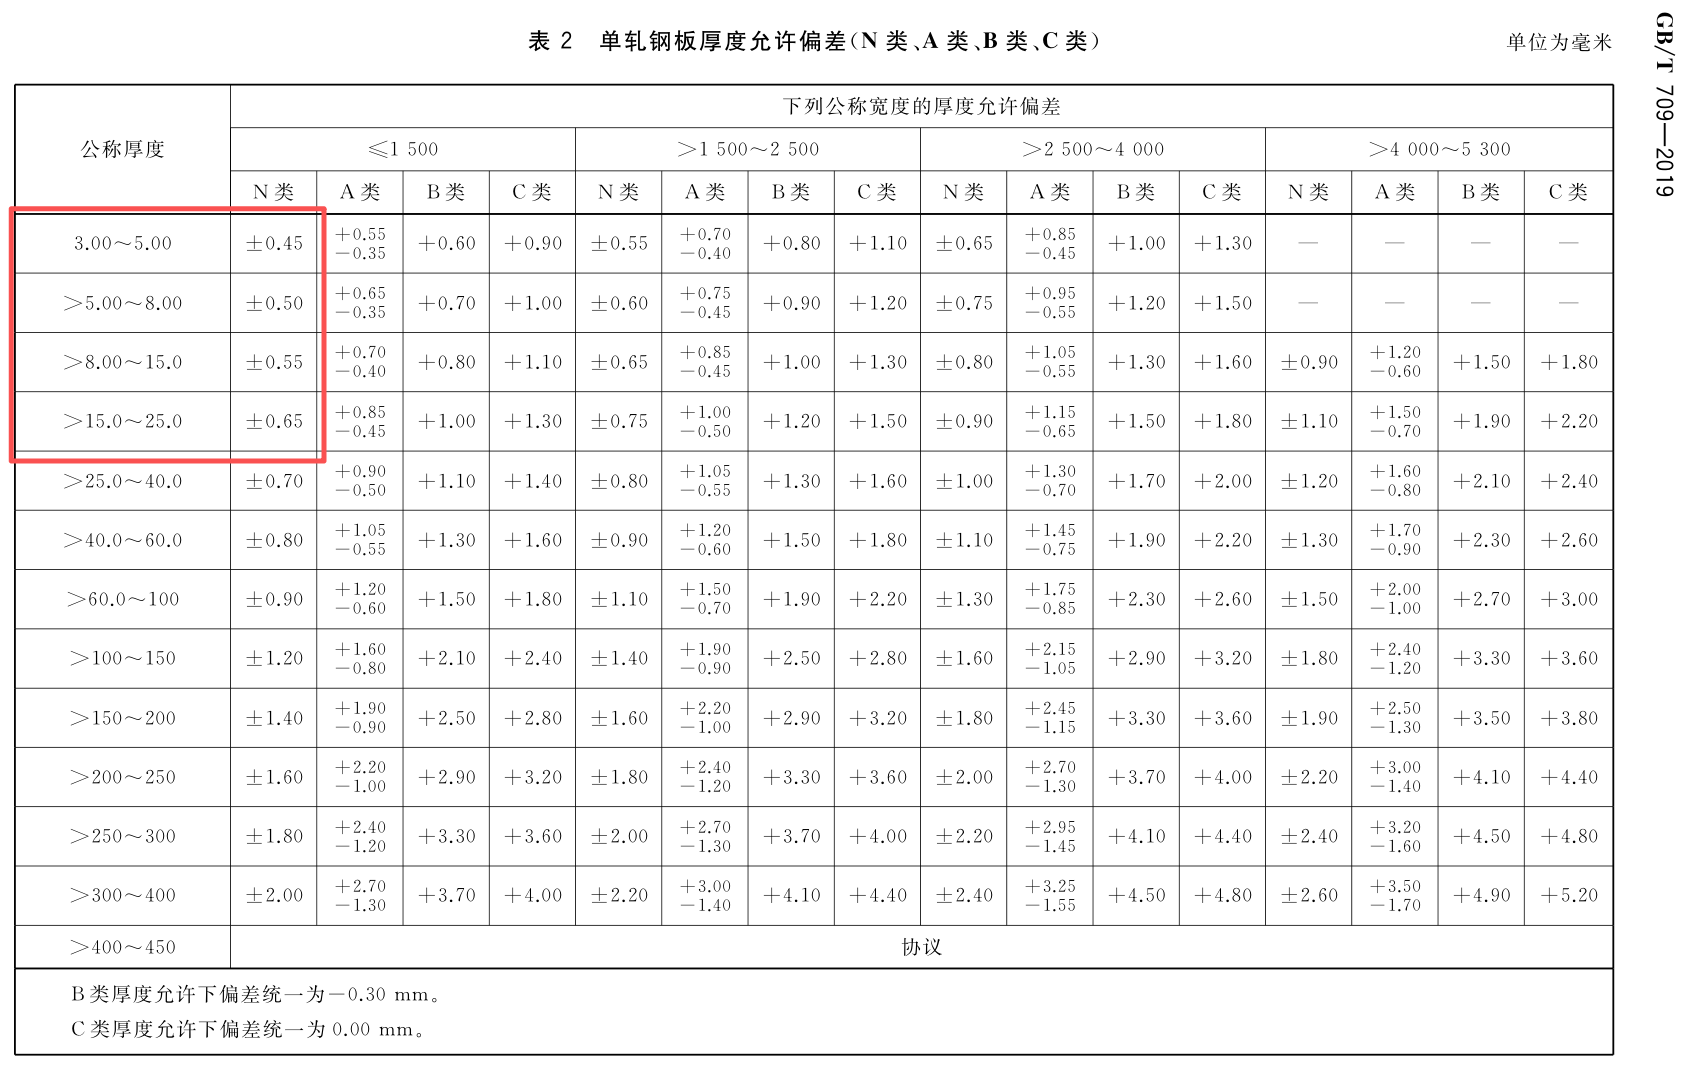 表 2 单轧钢板厚度允许偏差(N 类、A 类、B 类、C 类)
单位为毫米
GB/T 709—2019
公称厚度 下列公称宽度的厚度允许偏差
≤1 500 >1 500～2 500 >2 500～4 000 >4 000～5 300
N 类 A 类 B 类 C 类 N 类 A 类 B 类 C 类 N 类 A 类 B 类 C 类 N 类 A 类 B 类 C 类
3.00～5.00 ±0.45 +0.55 −0.35 +0.60 +0.90 ±0.55 +0.70 −0.40 +0.80 +1.10 ±0.65 +0.85 −0.45 +1.00 +1.30 — — — —
>5.00～8.00 ±0.50 +0.65 −0.35 +0.70 +1.00 ±0.60 +0.75 −0.45 +0.90 +1.20 ±0.75 +0.95 −0.55 +1.20 +1.50 — — — —
>8.00～15.0 ±0.55 +0.70 −0.40 +0.80 +1.10 ±0.65 +0.85 −0.45 +1.00 +1.30 ±0.80 +1.05 −0.55 +1.30 +1.60 ±0.90 +1.20 −0.60 +1.50 +1.80
>15.0～25.0 ±0.65 +0.85 −0.45 +1.00 +1.30 ±0.75 +1.00 −0.50 +1.20 +1.50 ±0.90 +1.15 −0.65 +1.50 +1.80 ±1.10 +1.50 −0.70 +1.90 +2.20
>25.0～40.0 ±0.70 +0.90 −0.50 +1.10 +1.40 ±0.80 +1.05 −0.55 +1.30 +1.60 ±1.00 +1.30 −0.70 +1.70 +2.00 ±1.20 +1.60 −0.80 +2.10 +2.40
>40.0～60.0 ±0.80 +1.05 −0.55 +1.30 +1.60 ±0.90 +1.20 −0.60 +1.50 +1.80 ±1.10 +1.45 −0.75 +1.90 +2.20 ±1.30 +1.70 −0.90 +2.30 +2.60
>60.0～100 ±0.90 +1.20 −0.60 +1.50 +1.80 ±1.10 +1.50 −0.70 +1.90 +2.20 ±1.30 +1.75 −0.85 +2.30 +2.60 ±1.50 +2.00 −1.00 +2.70 +3.00
>100～150 ±1.20 +1.60 −0.80 +2.10 +2.40 ±1.40 +1.90 −0.90 +2.50 +2.80 ±1.60 +2.15 −1.05 +2.90 +3.20 ±1.80 +2.40 −1.20 +3.30 +3.60
>150～200 ±1.40 +1.90 −0.90 +2.50 +2.80 ±1.60 +2.20 −1.00 +2.90 +3.20 ±1.80 +2.45 −1.15 +3.30 +3.60 ±1.90 +2.50 −1.30 +3.50 +3.80
>200～250 ±1.60 +2.20 −1.00 +2.90 +3.20 ±1.80 +2.40 −1.20 +3.30 +3.60 ±2.00 +2.70 −1.30 +3.70 +4.00 ±2.20 +3.00 −1.40 +4.10 +4.40
>250～300 ±1.80 +2.40 −1.20 +3.30 +3.60 ±2.00 +2.70 −1.30 +3.70 +4.00 ±2.20 +2.95 −1.45 +4.10 +4.40 ±2.40 +3.20 −1.60 +4.50 +4.80
>300～400 ±2.00 +2.70 −1.30 +3.70 +4.00 ±2.20 +3.00 −1.40 +4.10 +4.40 ±2.40 +3.25 −1.55 +4.50 +4.80 ±2.60 +3.50 −1.70 +4.90 +5.20
>400～450 协议
B 类厚度允许下偏差统一为−0.30 mm。
C 类厚度允许下偏差统一为 0.00 mm。